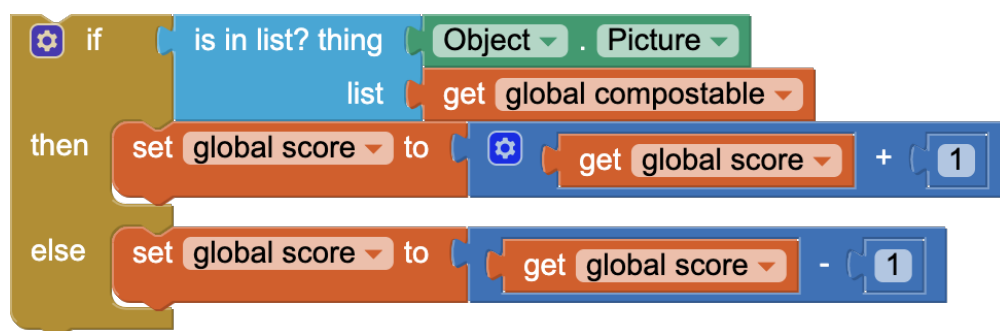 if is in list? thing Object . Picture
list get global compostable
then set global score to get global score + 1
else set global score to get global score - 1